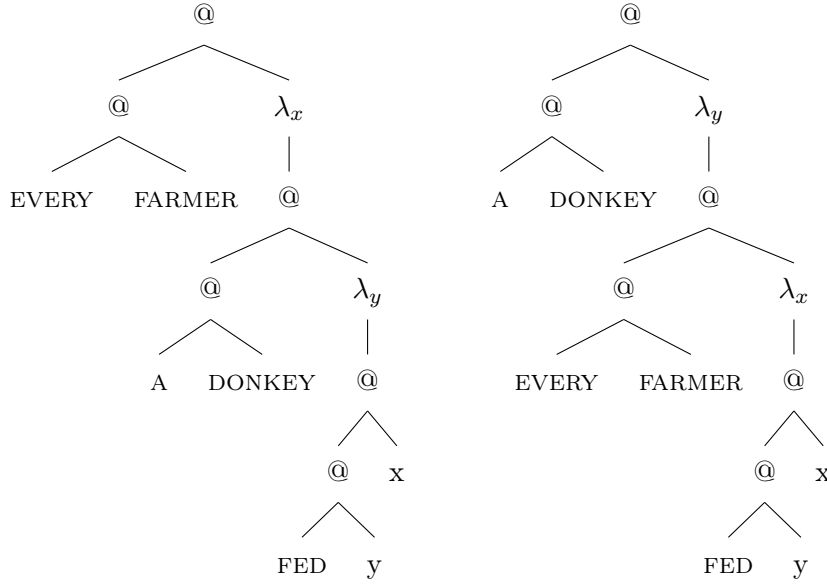 @ @
@ λx @ λy
EVERY FARMER @ A DONKEY @
@ λy @ λx
A DONKEY @ EVERY FARMER @
@ x @ x
FED y FED y